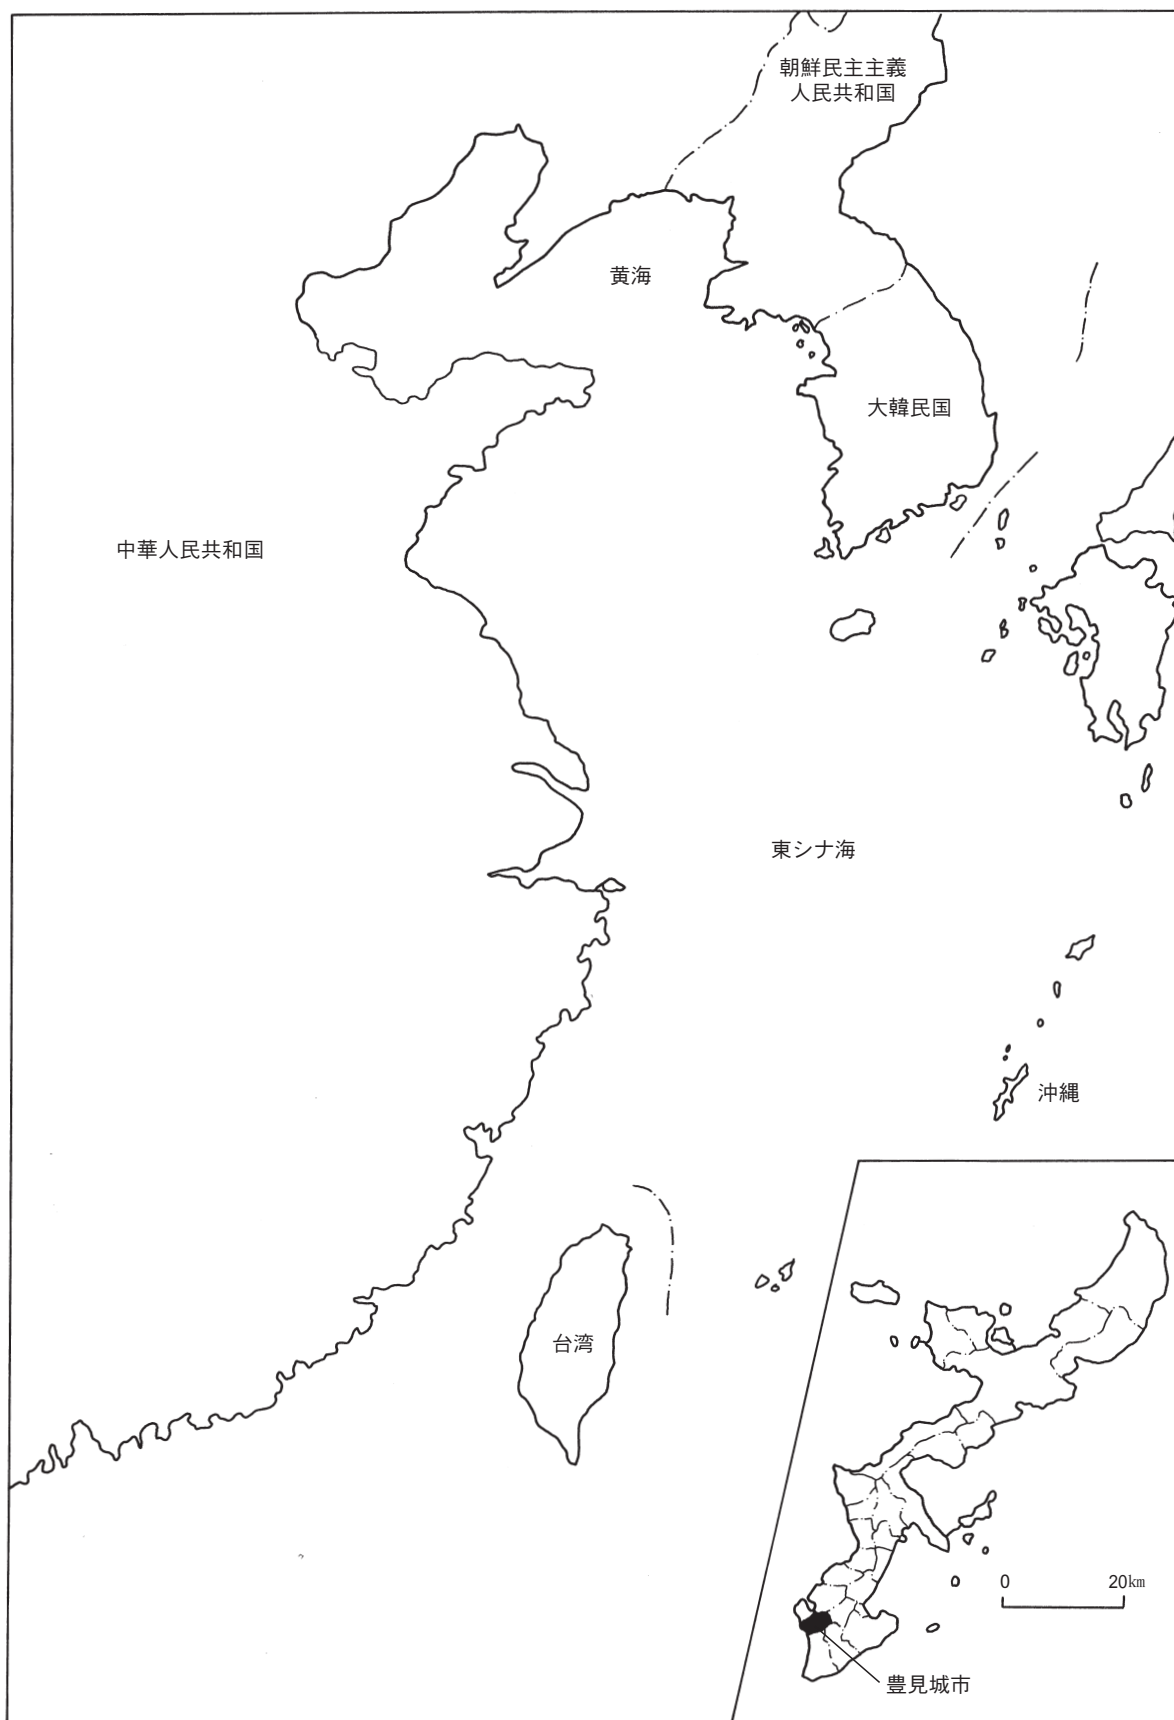 朝鮮民主主義
人民共和国
黄海
大韓民国
中華人民共和国
東シナ海
沖縄
台湾
0 20km
豊見城市